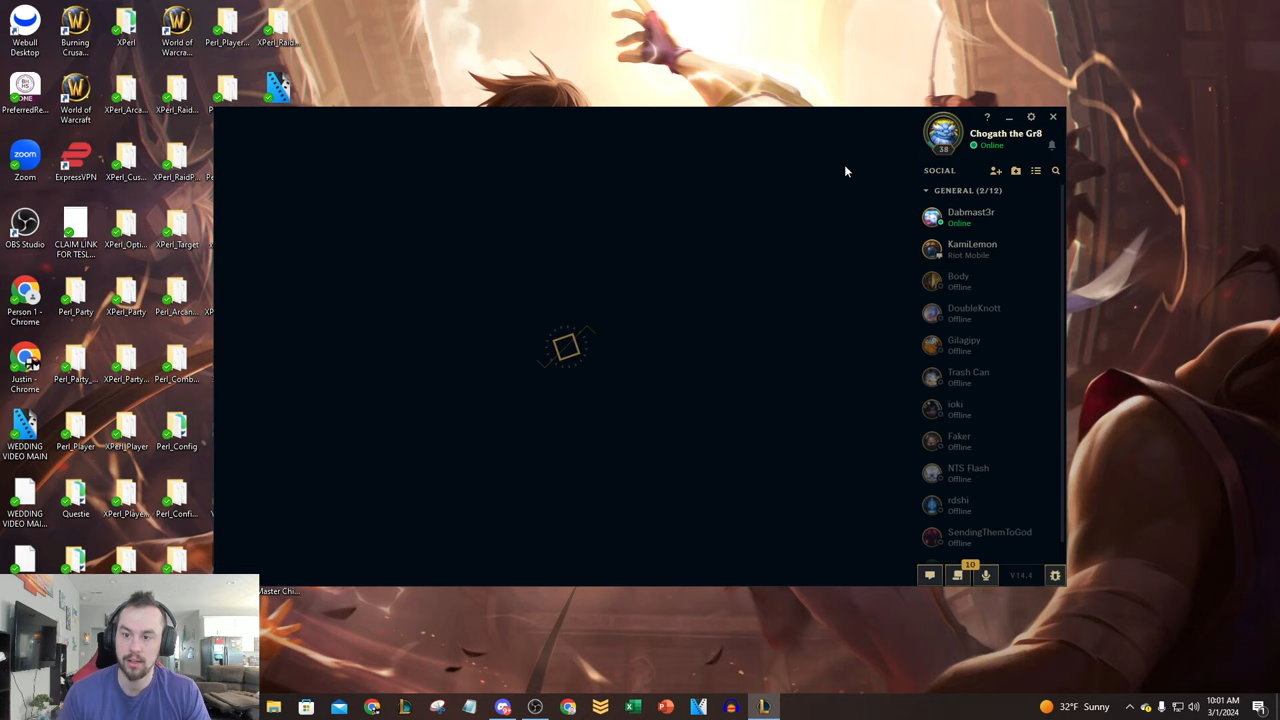 Webull
Desktop
Burning
Crusa...
XPerl
World of
Warcra...
Perl_Player...
XPerl_Raid...
PreferredRe...
World of
Warcraft
XPerl_Arca...
XPerl_Raid...
Zoom
ExpressVPN
XPerl_Cus...
XPerl_RaidP...
OBS Studio
CLAIM LINK
FOR TESL...
XPerl_Opti...
XPerl_Target
Person 1 -
Chrome
Perl_Party
XPerl_Party
Perl_Arcan...
Justin -
Chrome
Perl_Party_...
XPerl_Party...
Perl_Comb...
WEDDING
VIDEO MAIN
Perl_Player
XPerl_Player
Perl_Config
WEDDING
VIDEO MAI...
Questie
XPerl_Playe...
Perl_Confi...
Master Chi...
?
38
Chogath the Gr8
Online
SOCIAL
GENERAL (2/12)
Dabmast3r
Online
KamiLemon
Riot Mobile
Body
Offline
DoubleKnott
Offline
Gilagipy
Offline
Trash Can
Offline
ioki
Offline
Faker
Offline
NTS Flash
Offline
rdshi
Offline
SendingThemToGod
Offline
10
V14.4
32°F Sunny
10:01 AM
3/1/2024